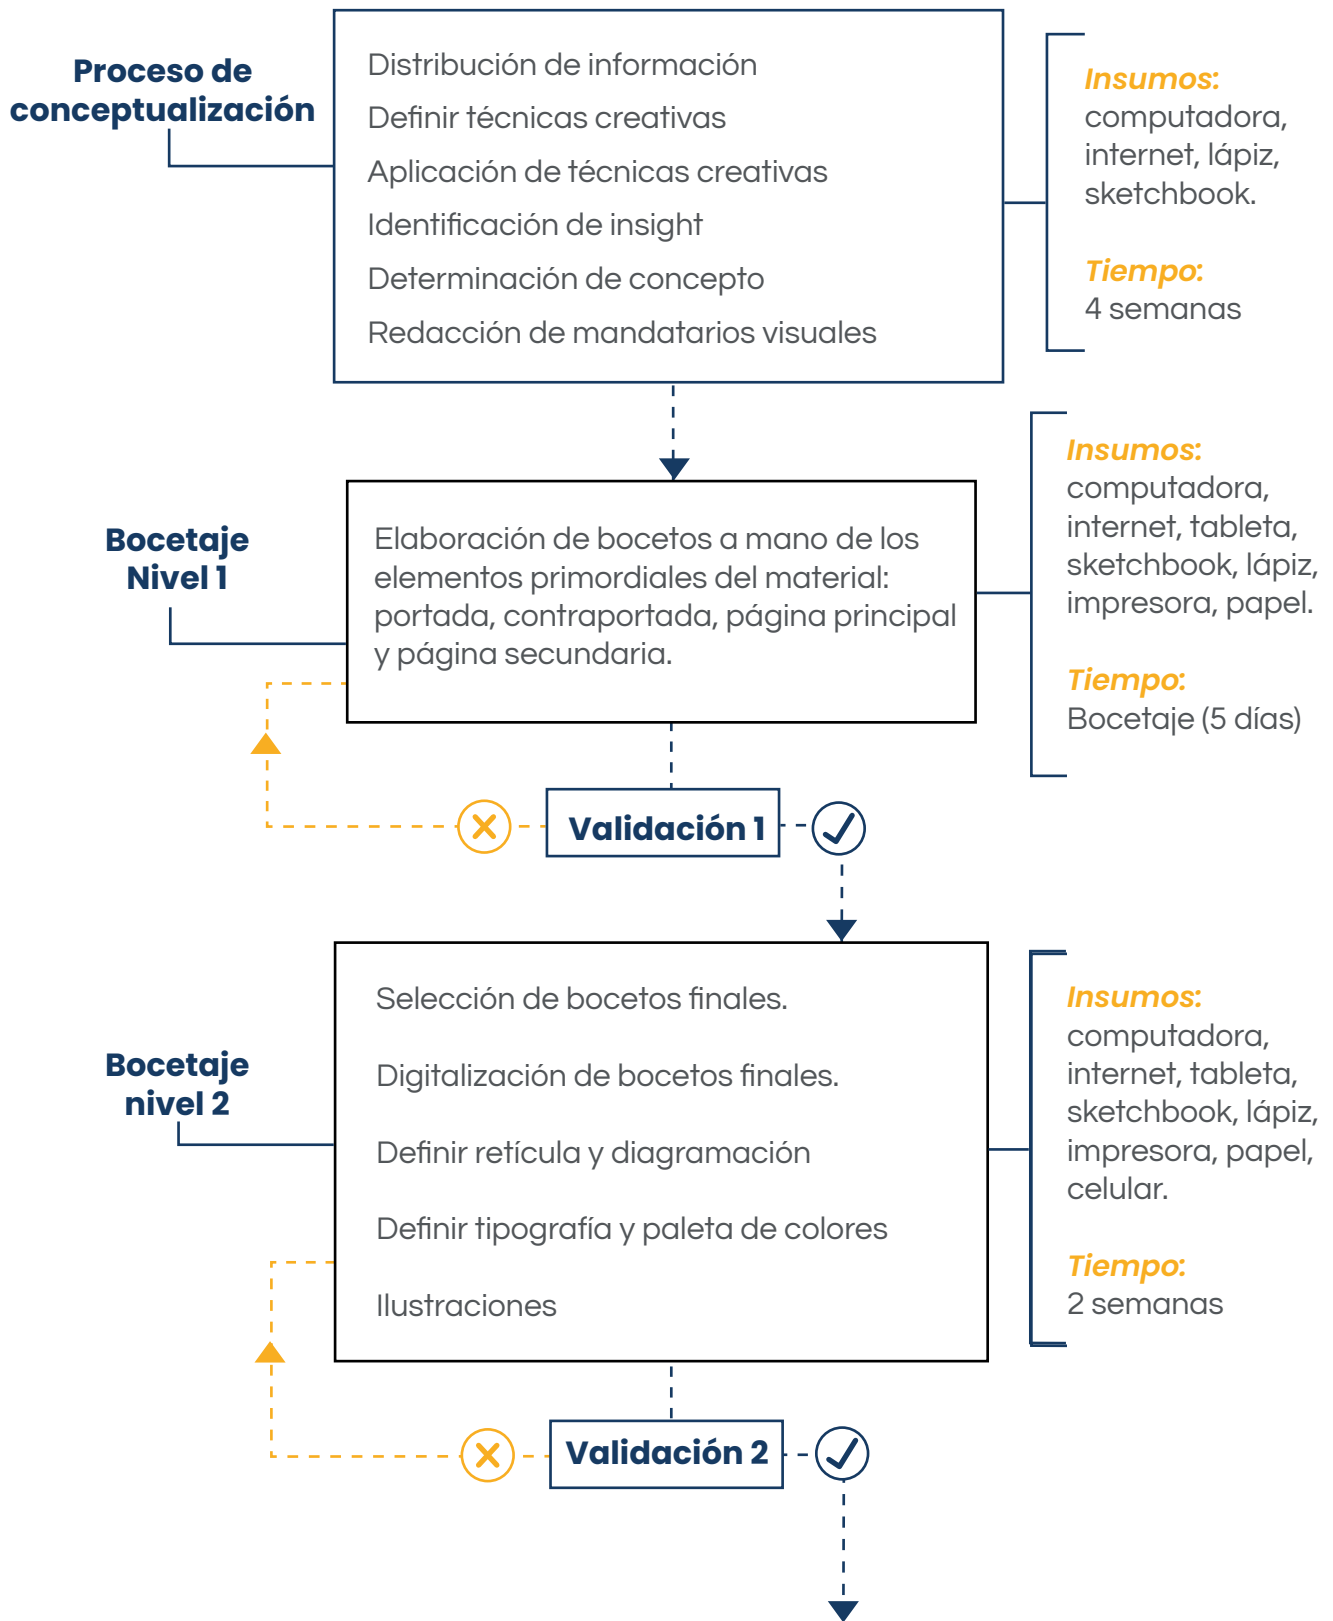 Proceso de
conceptualización
Distribución de información
Definir técnicas creativas
Aplicación de técnicas creativas
Identificación de insight
Determinación de concepto
Redacción de mandatarios visuales
Insumos:
computadora,
internet, lápiz,
sketchbook.
Tiempo:
4 semanas
Bocetaje
Nivel 1
Elaboración de bocetos a mano de los
elementos primordiales del material:
portada, contraportada, página principal
y página secundaria.
Insumos:
computadora,
internet, tableta,
sketchbook, lápiz,
impresora, papel.
Tiempo:
Bocetaje (5 días)
Validación 1
Bocetaje
nivel 2
Selección de bocetos finales.
Digitalización de bocetos finales.
Definir retícula y diagramación
Definir tipografía y paleta de colores
Ilustraciones
Insumos:
computadora,
internet, tableta,
sketchbook, lápiz,
impresora, papel,
celular.
Tiempo:
2 semanas
Validación 2